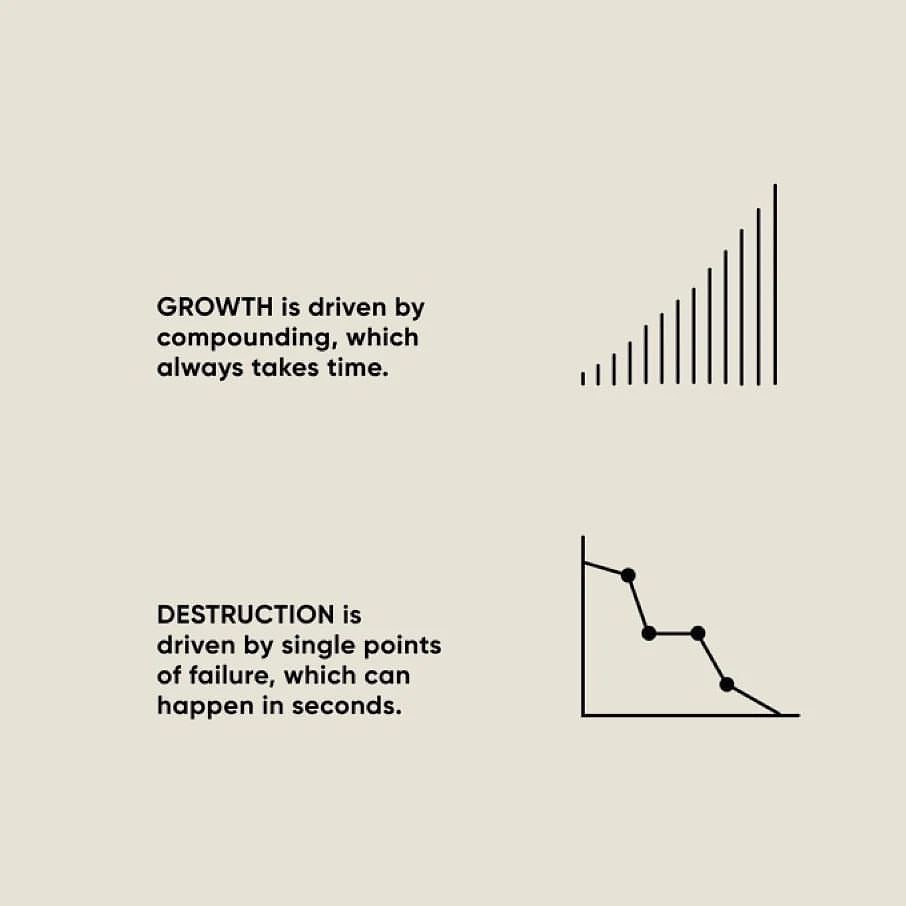 GROWTH is driven by
compounding, which
always takes time.
DESTRUCTION is
driven by single points
of failure, which can
happen in seconds.